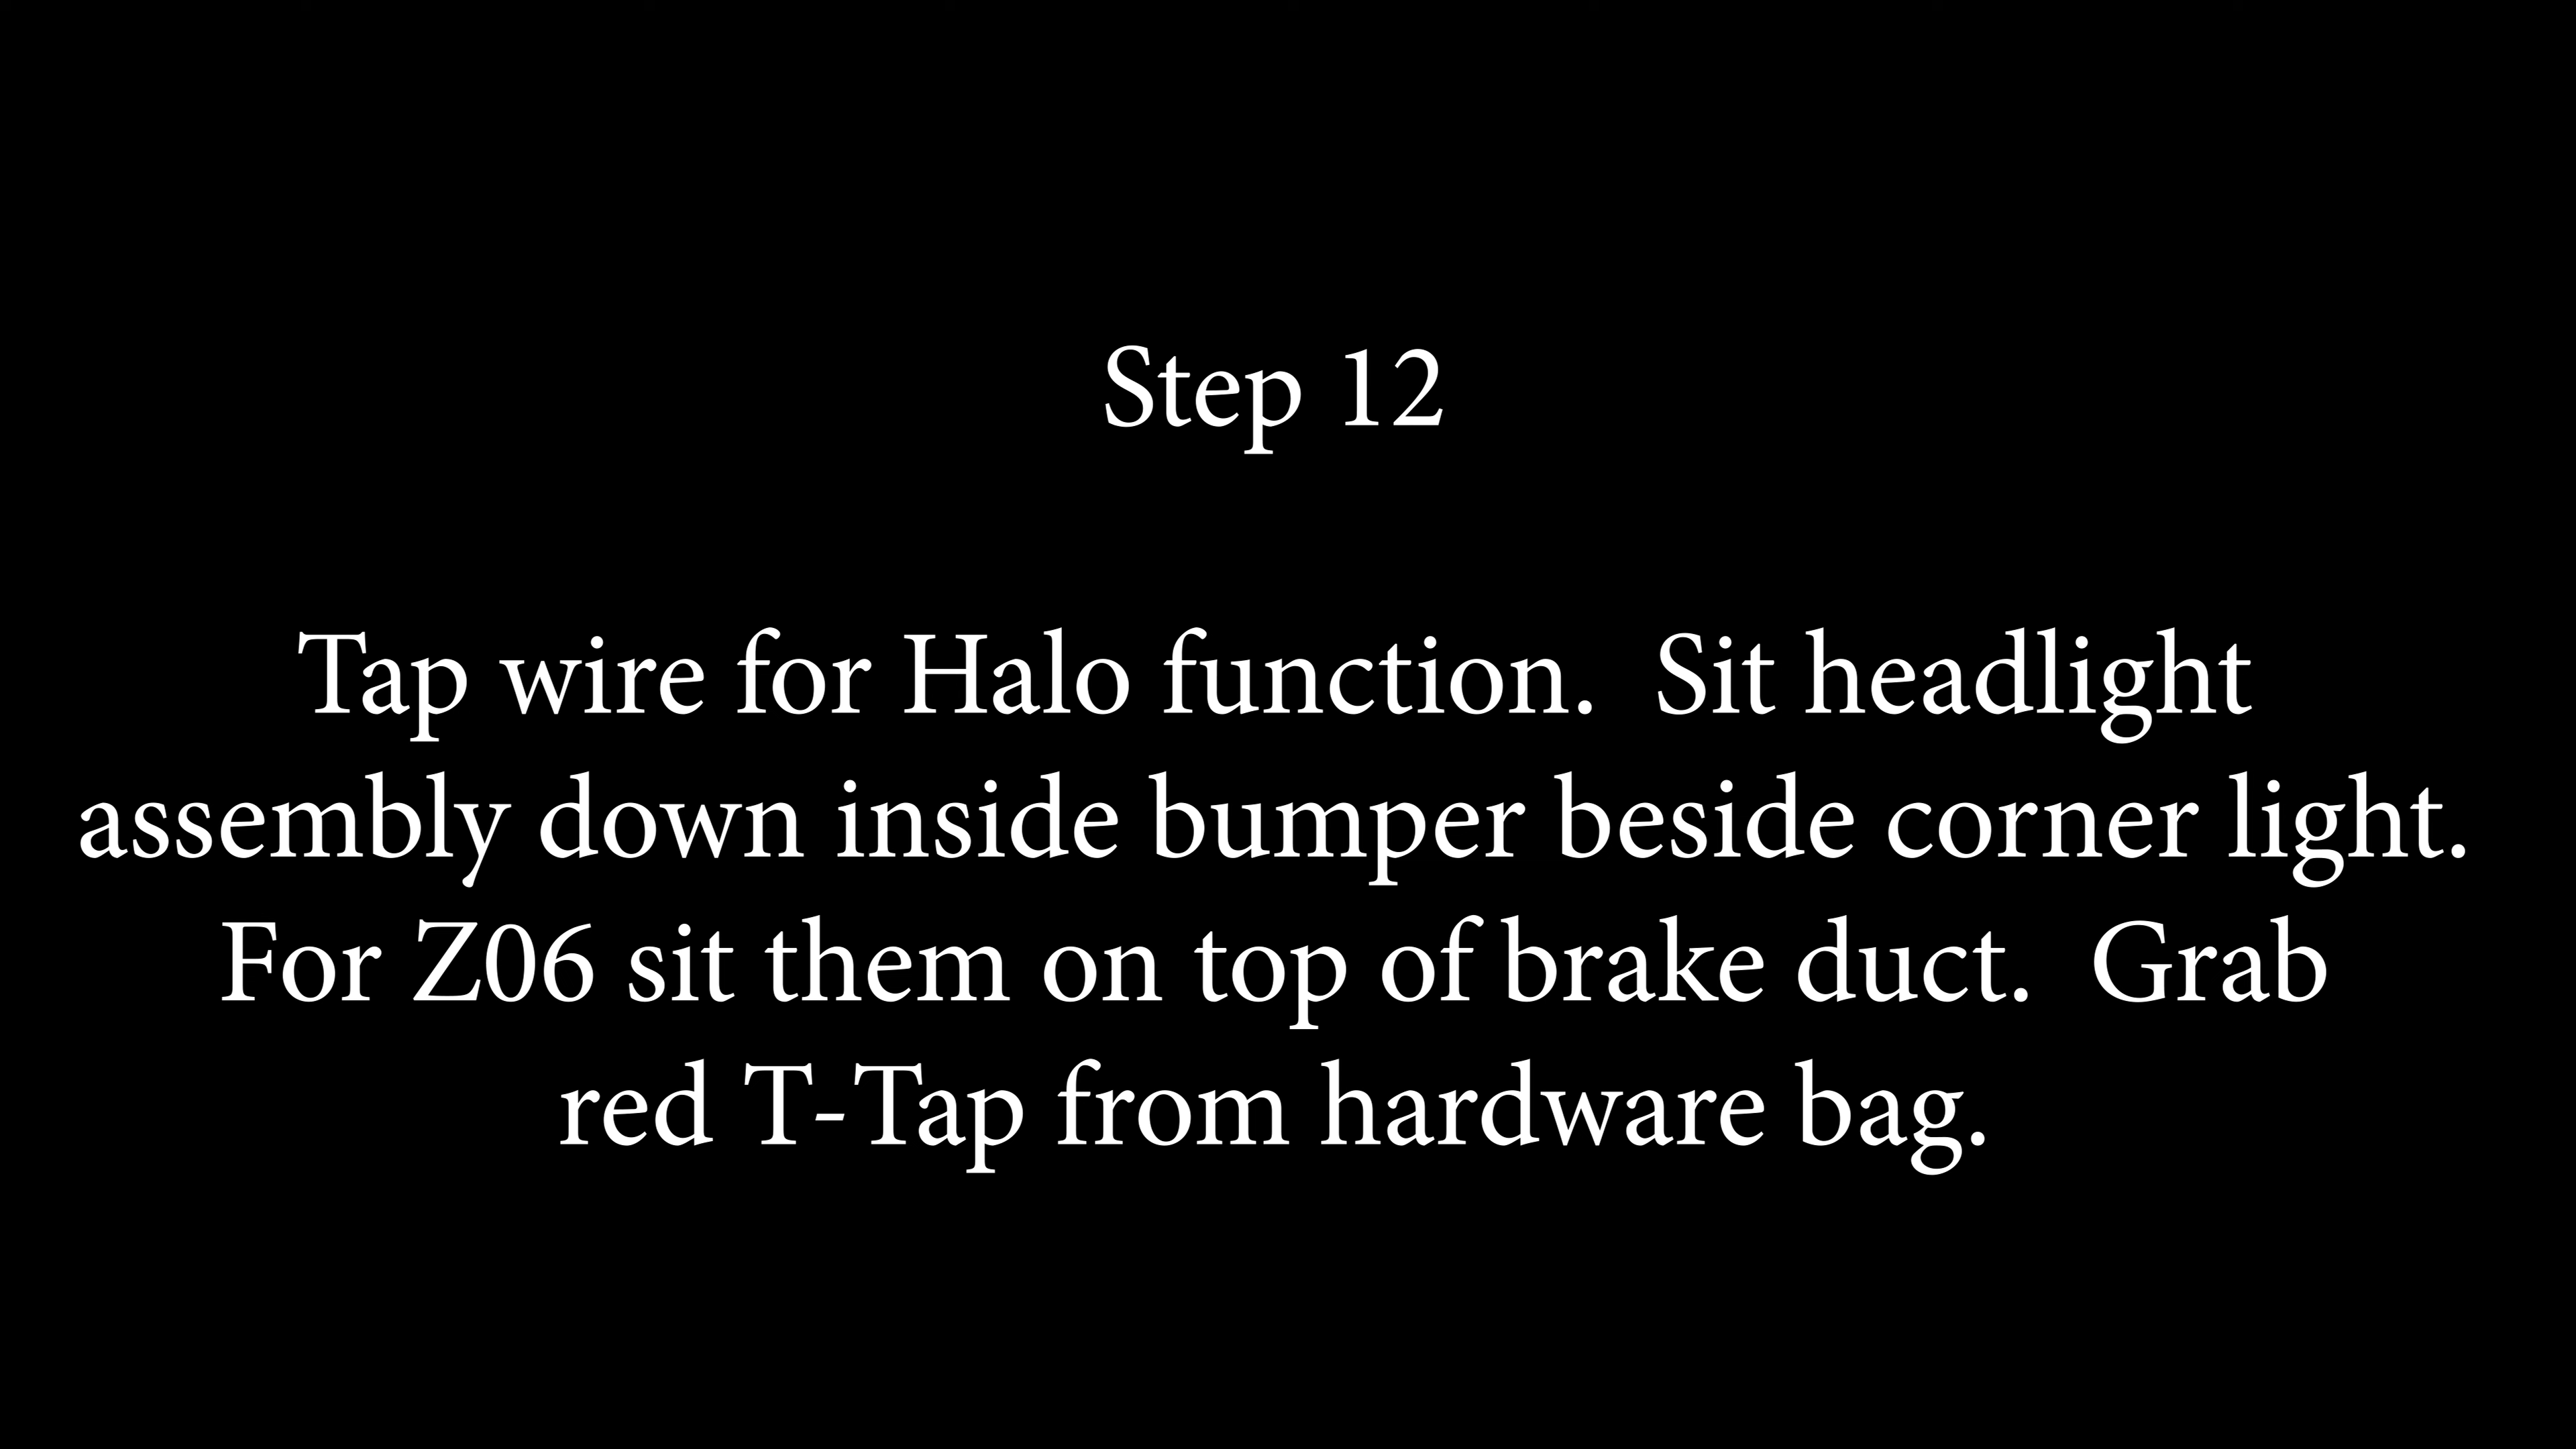 Step 12
Tap wire for Halo function.  Sit headlight
assembly down inside bumper beside corner light.
For Z06 sit them on top of brake duct.  Grab
red T-Tap from hardware bag.